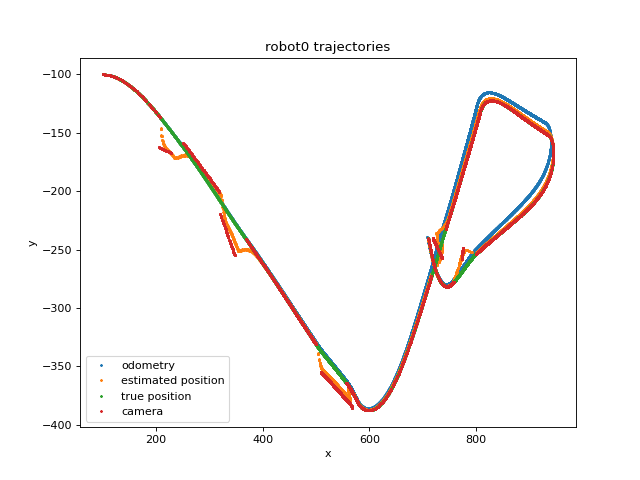 robot0 trajectories
y
−100
−150
−200
−250
−300
−350
−400
odometry
estimated position
true position
camera
200
400
600
800
x